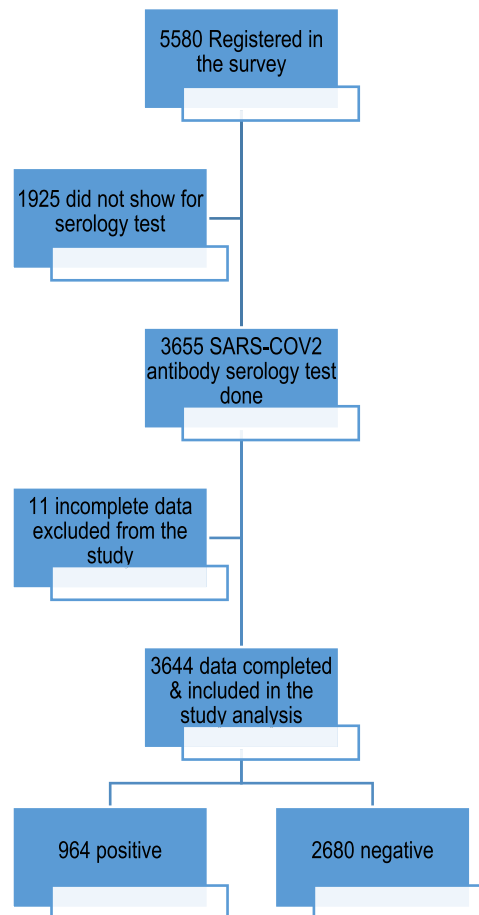 5580 Registered in
the survey
1925 did not show for
serology test
3655 SARS-COV2
antibody serology test
done
11 incomplete data
excluded from the
study
3644 data completed
& included in the
study analysis
964 positive
2680 negative